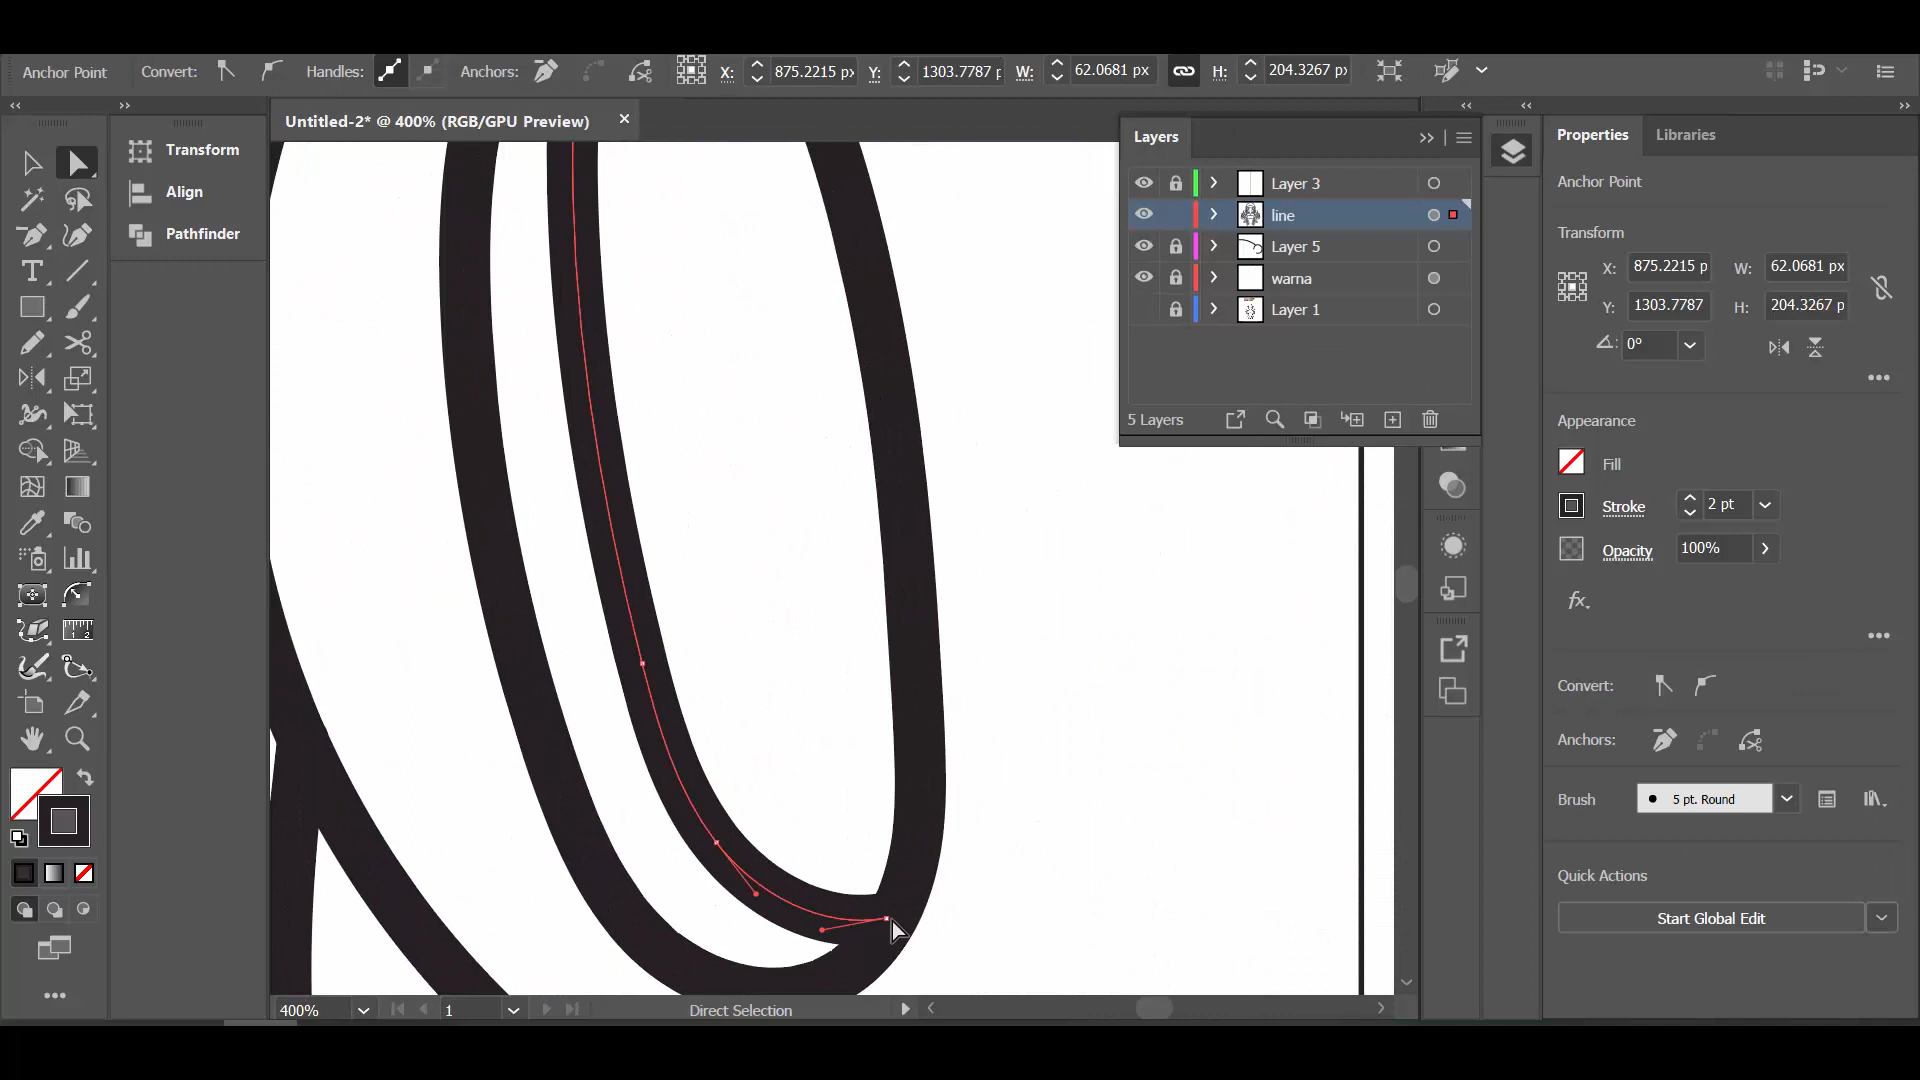 Anchor Point
Convert:
Handles:
Anchors:
X:
875.2215 px
Y:
1303.7787 p
W:
62.0681 px
H:
204.3267 px
Untitled-2* @ 400% (RGB/GPU Preview)
Transform
Align
Pathfinder
Layers
Layer 3
line
Layer 5
warna
Layer 1
5 Layers
Properties
Libraries
Anchor Point
Transform
X:
875.2215 p
W:
62.0681 px
Y:
1303.7787
H:
204.3267 p
0°
Appearance
Fill
Stroke
2 pt
Opacity
100%
fx.
Convert:
Anchors:
Brush
5 pt. Round
Quick Actions
Start Global Edit
400%
1
Direct Selection